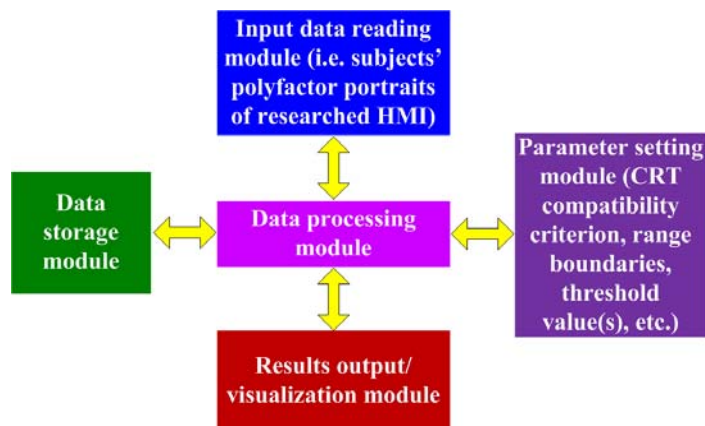 Input data reading
module (i.e. subjects'
polyfactor portraits
of researched HMI)
Data
storage
module
Data processing
module
Parameter setting
module (CRT
compatibility
criterion, range
boundaries,
threshold
value(s), etc.)
Results output/
visualization module